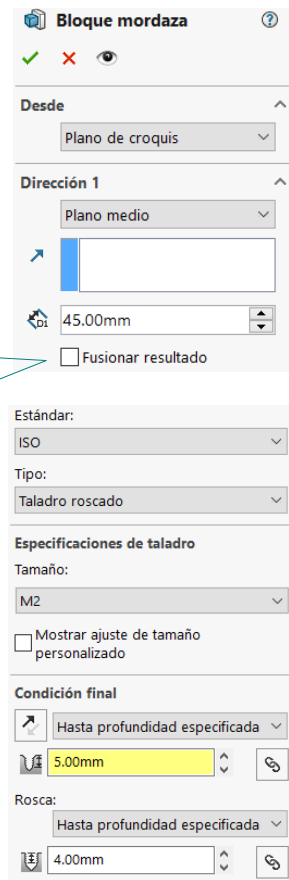 Bloque mordaza
Desde
Plano de croquis
Dirección 1
Plano medio
D1
45.00mm
Fusionar resultado
Estándar:
ISO
Tipo:
Taladro roscado
Especificaciones de taladro
Tamaño:
M2
Mostrar ajuste de tamaño
personalizado
Condición final
Hasta profundidad especificada
5.00mm
Rosca:
Hasta profundidad especificada
4.00mm